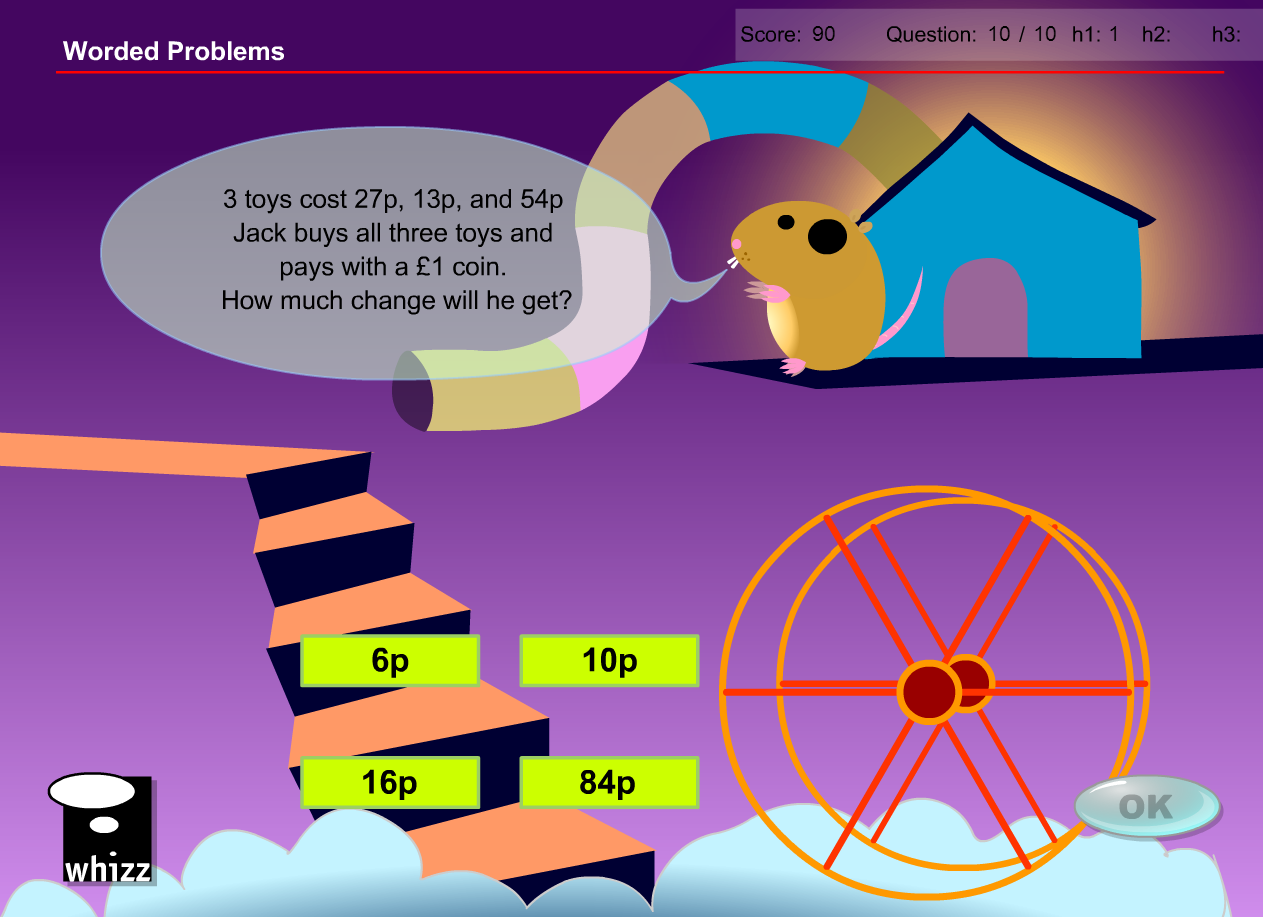 Score: 90 Question: 10 / 10 h1: 1 h2: h3:
Worded Problems
3 toys cost 27p, 13p, and 54p
Jack buys all three toys and
pays with a £1 coin.
How much change will he get?
6p 10p
16p 84p
OK
whizz